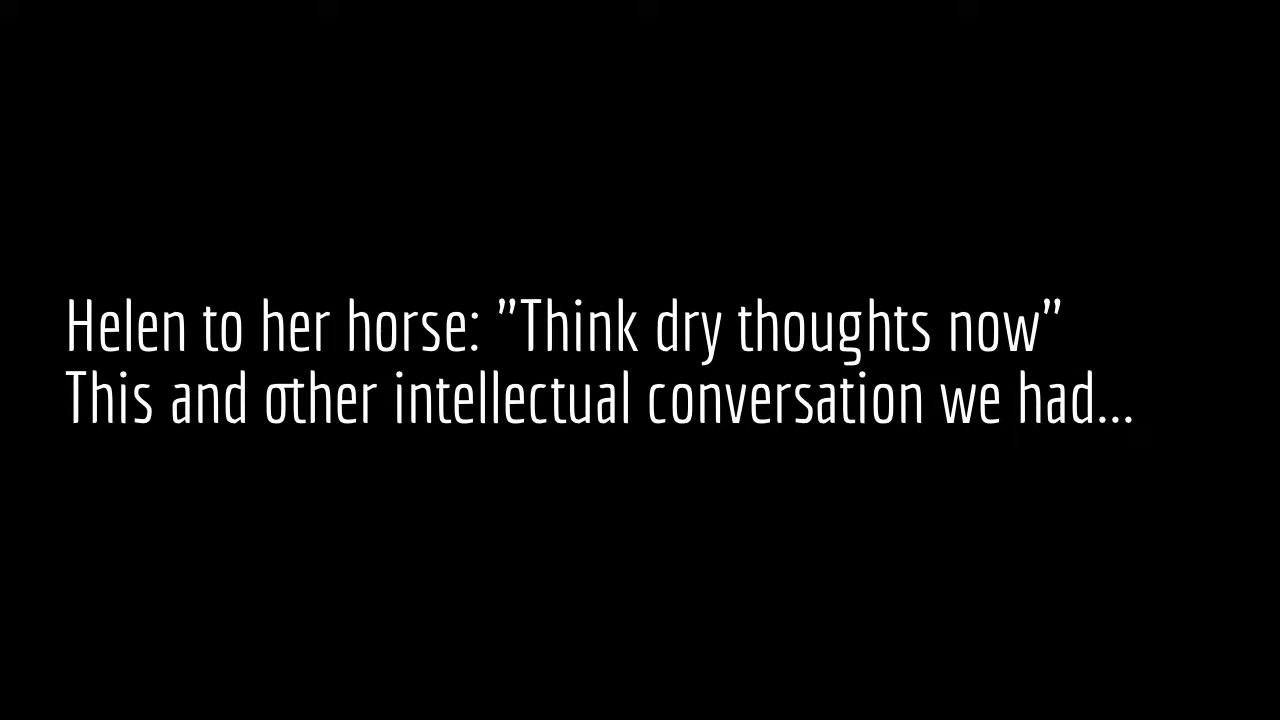 Helen to her horse: ”Think dry thoughts now”
This and other intellectual conversation we had...